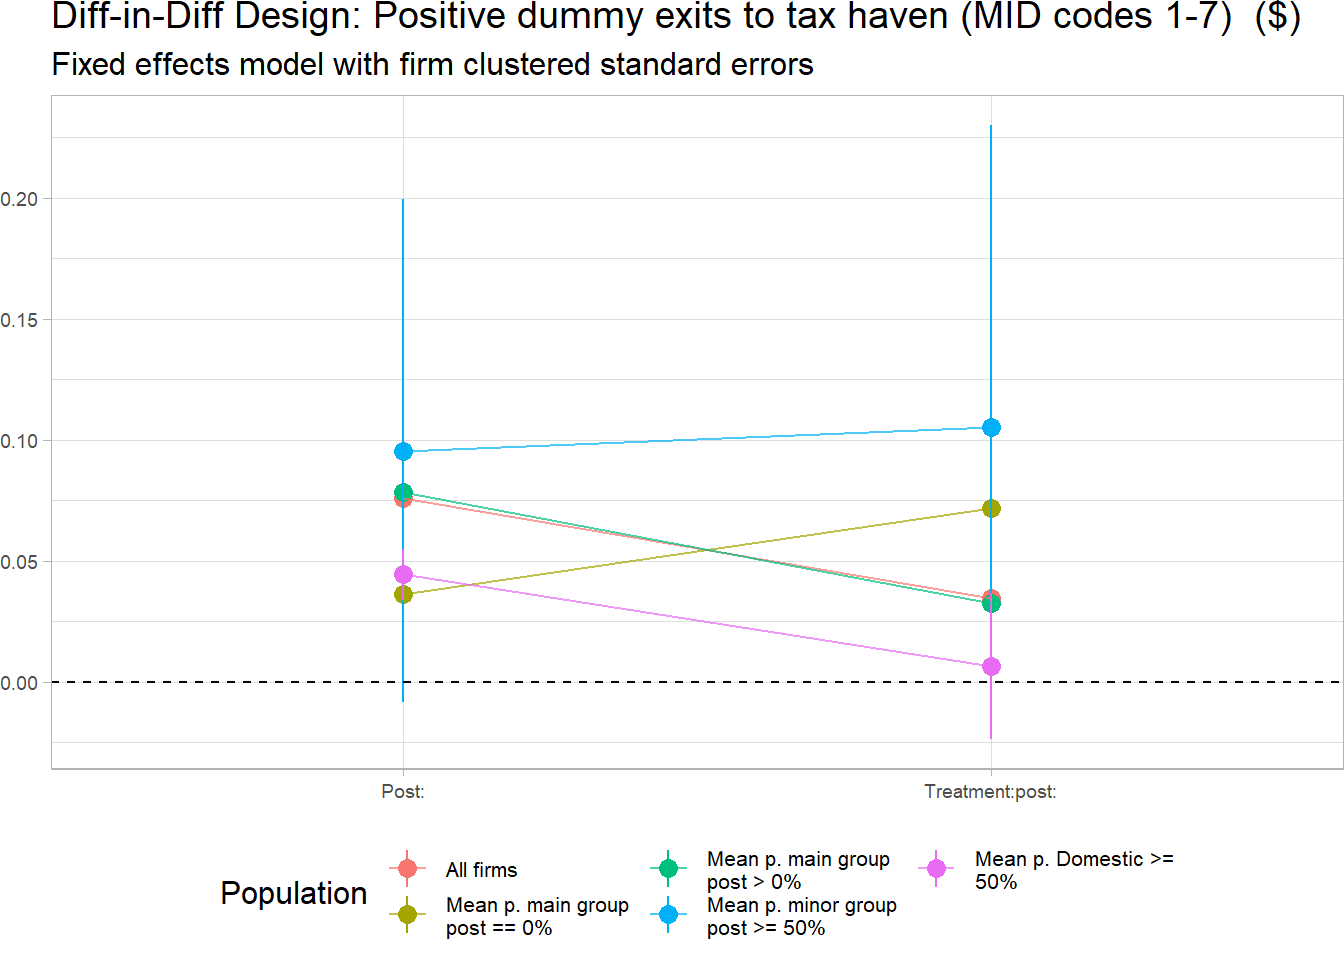 Diff-in-Diff Design: Positive dummy exits to tax haven (MID codes 1-7)  ($)
Fixed effects model with firm clustered standard errors
0.20
0.15
0.10
0.05
0.00
Post:
Treatment:post:
Population
All firms
Mean p. main group
post == 0%
Mean p. main group
post > 0%
Mean p. minor group
post >= 50%
Mean p. Domestic >=
50%